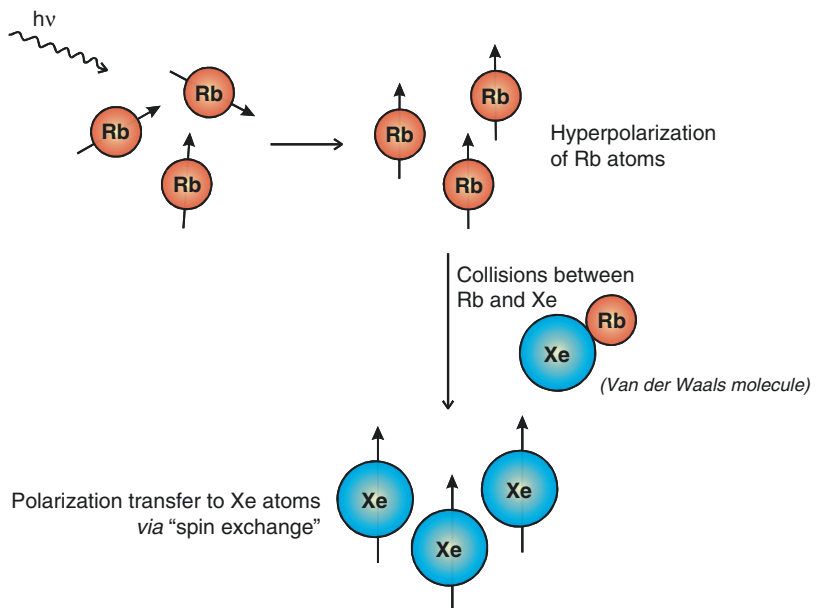 hν
Rb
Rb
Rb
Rb
Rb
Rb
Hyperpolarization
of Rb atoms
Collisions between
Rb and Xe
Rb
Xe
(Van der Waals molecule)
Polarization transfer to Xe atoms
via “spin exchange”
Xe
Xe
Xe